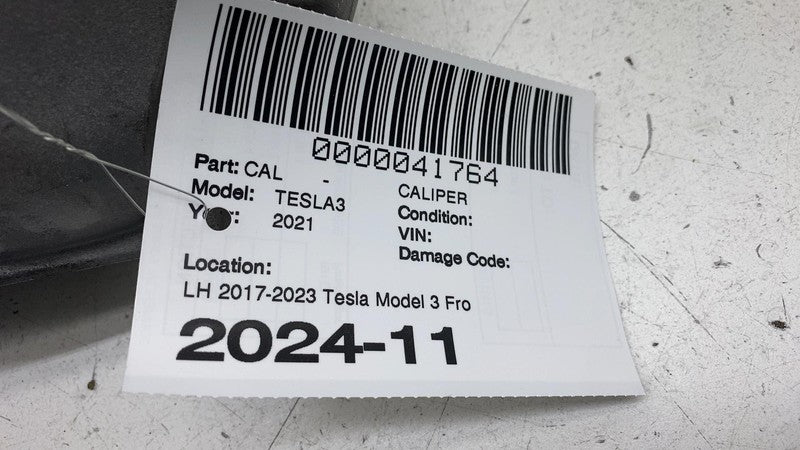 0000041764
Part: CAL - CALIPER
Model: TESLA3 Condition:
2021 VIN:
Damage Code:
Location:
LH 2017-2023 Tesla Model 3 Fro
2024-11